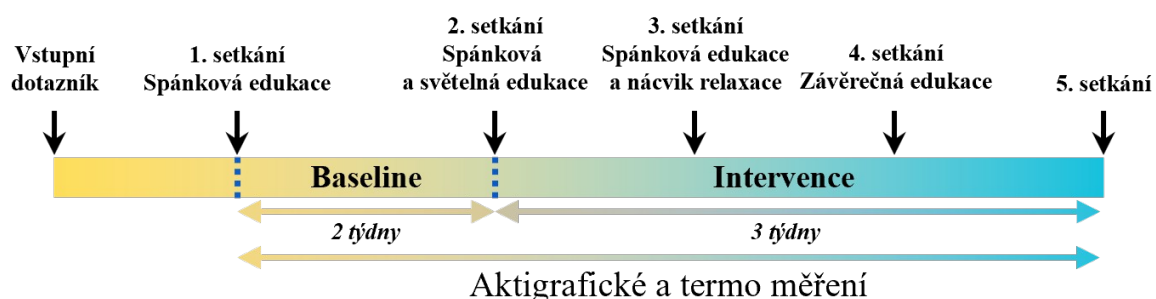 Vstupní
dotazník
1. setkání
Spánková edukace
2. setkání
Spánková
a světelná edukace
3. setkání
Spánková edukace
a nácvik relaxace
4. setkání
Závěrečná edukace
5. setkání
Baseline
Intervence
2 týdny
3 týdny
Aktigrafické a termo měření